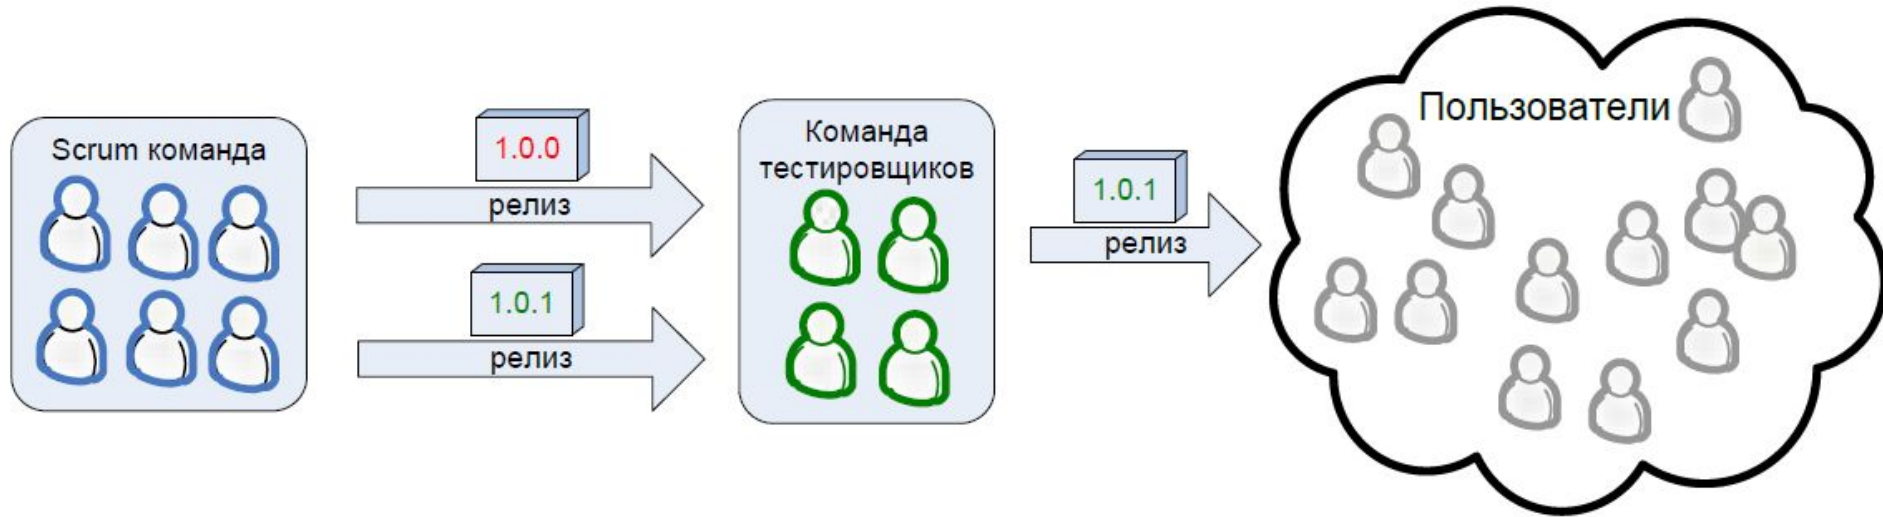 Scrum команда
1.0.0
релиз
1.0.1
релиз
Команда
тестировщиков
1.0.1
релиз
Пользователи